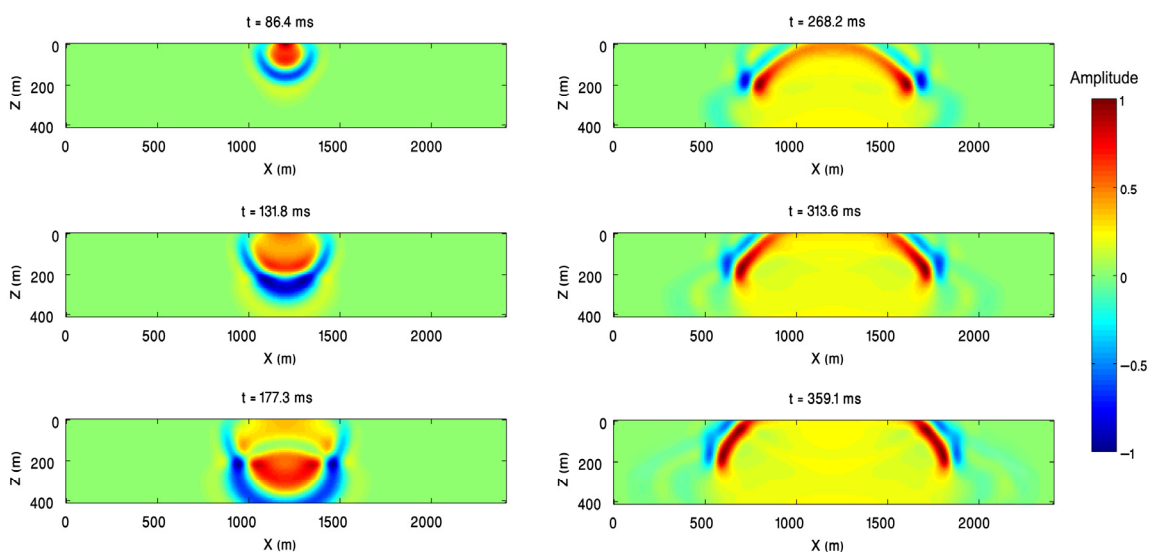 t = 86.4 ms
0
200
400
Z (m)
0 500 1000 1500 2000
X (m)
t = 131.8 ms
0
200
400
Z (m)
0 500 1000 1500 2000
X (m)
t = 177.3 ms
0
200
400
Z (m)
0 500 1000 1500 2000
X (m)
t = 268.2 ms
0
200
400
Z (m)
0 500 1000 1500 2000
X (m)
t = 313.6 ms
0
200
400
Z (m)
0 500 1000 1500 2000
X (m)
t = 359.1 ms
0
200
400
Z (m)
0 500 1000 1500 2000
X (m)
Amplitude
1
0.5
0
−0.5
−1